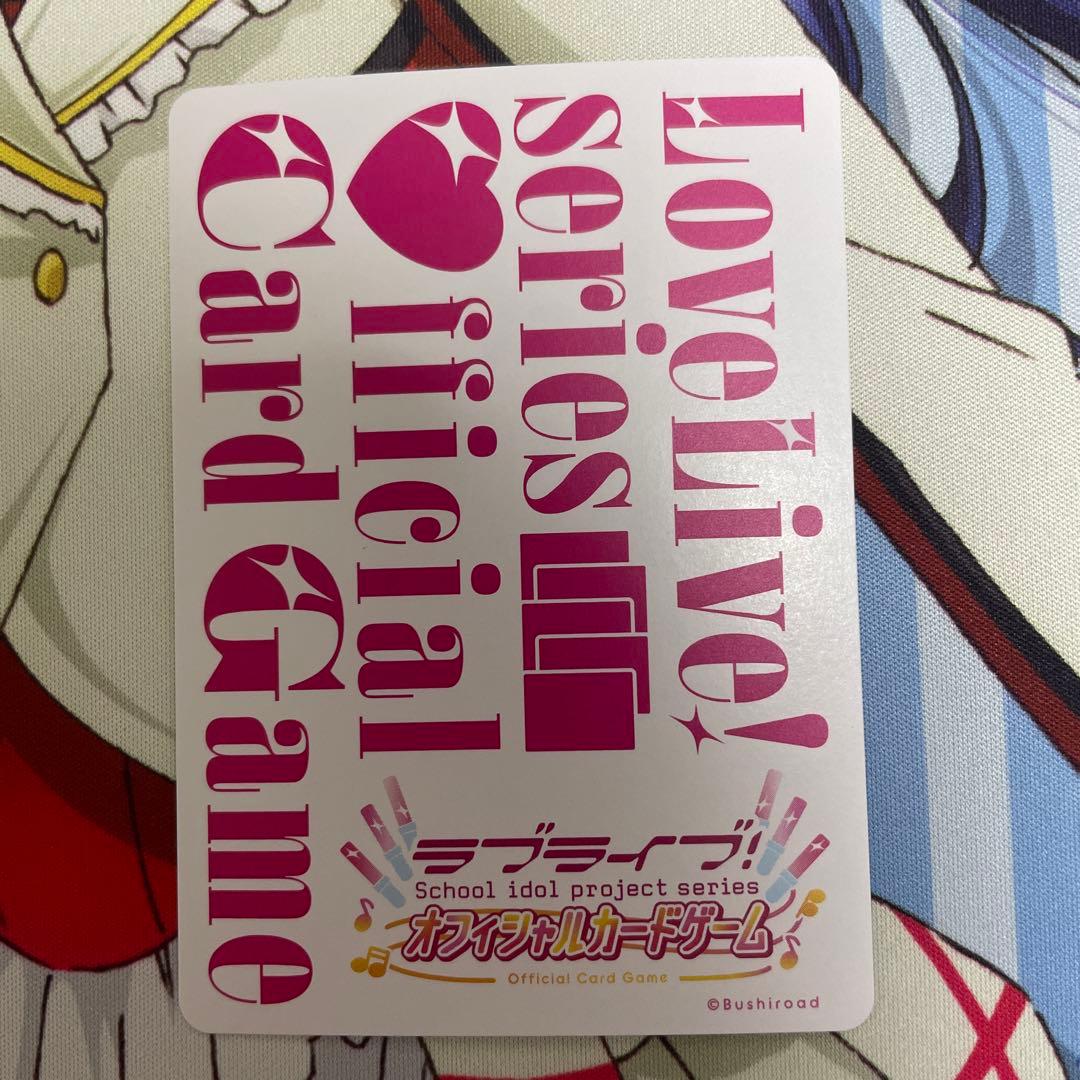 LoveLive!
series
♥fficial
Card Game
ラブライブ!
School idol project series
オフィシャルカードゲーム
Official Card Game
©Bushiroad